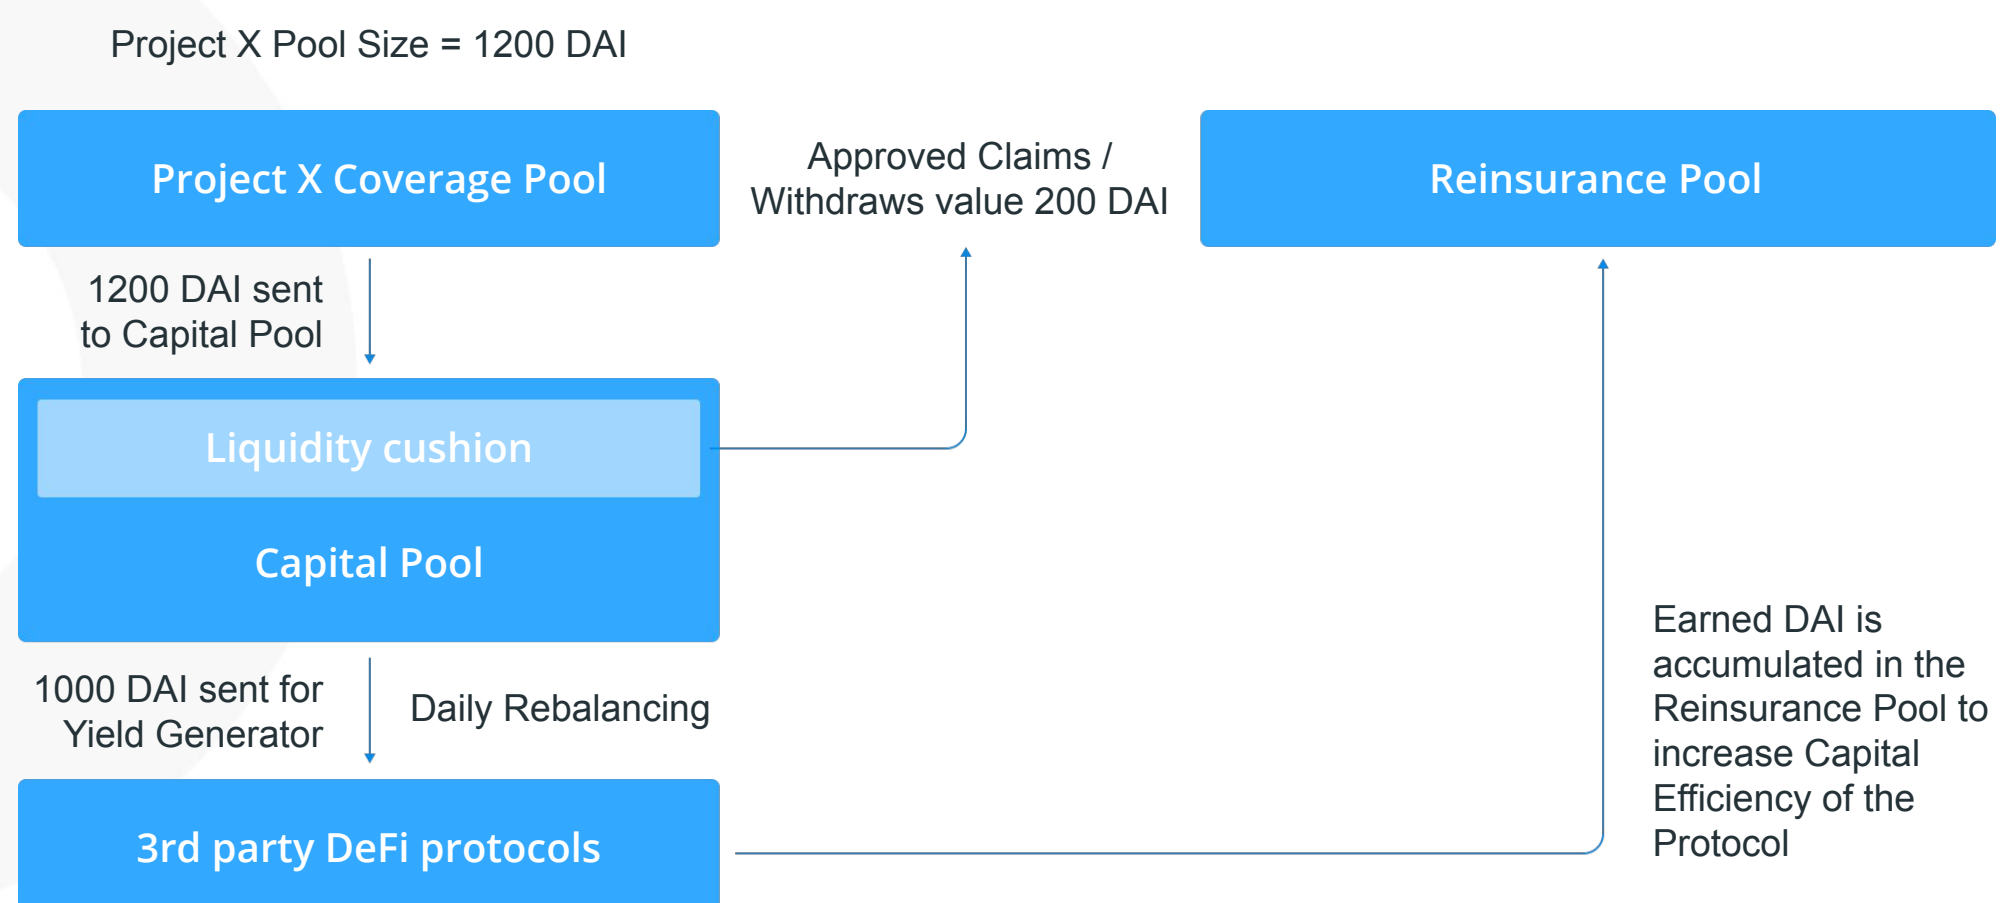 Project X Pool Size = 1200 DAI
Project X Coverage Pool
Approved Claims /
Withdraws value 200 DAI
Reinsurance Pool
1200 DAI sent
to Capital Pool
Liquidity cushion
Capital Pool
1000 DAI sent for
Yield Generator
Daily Rebalancing
Earned DAI is
accumulated in the
Reinsurance Pool to
increase Capital
Efficiency of the
Protocol
3rd party DeFi protocols